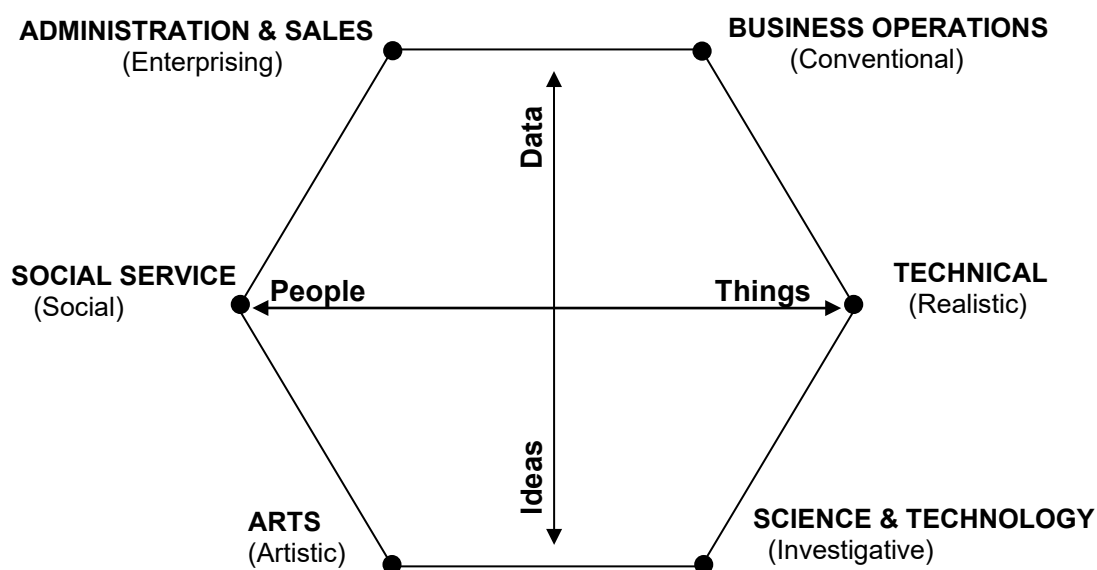 ADMINISTRATION & SALES
(Enterprising)
BUSINESS OPERATIONS
(Conventional)
Data
SOCIAL SERVICE
(Social)
People
Things
TECHNICAL
(Realistic)
Ideas
ARTS
(Artistic)
SCIENCE & TECHNOLOGY
(Investigative)